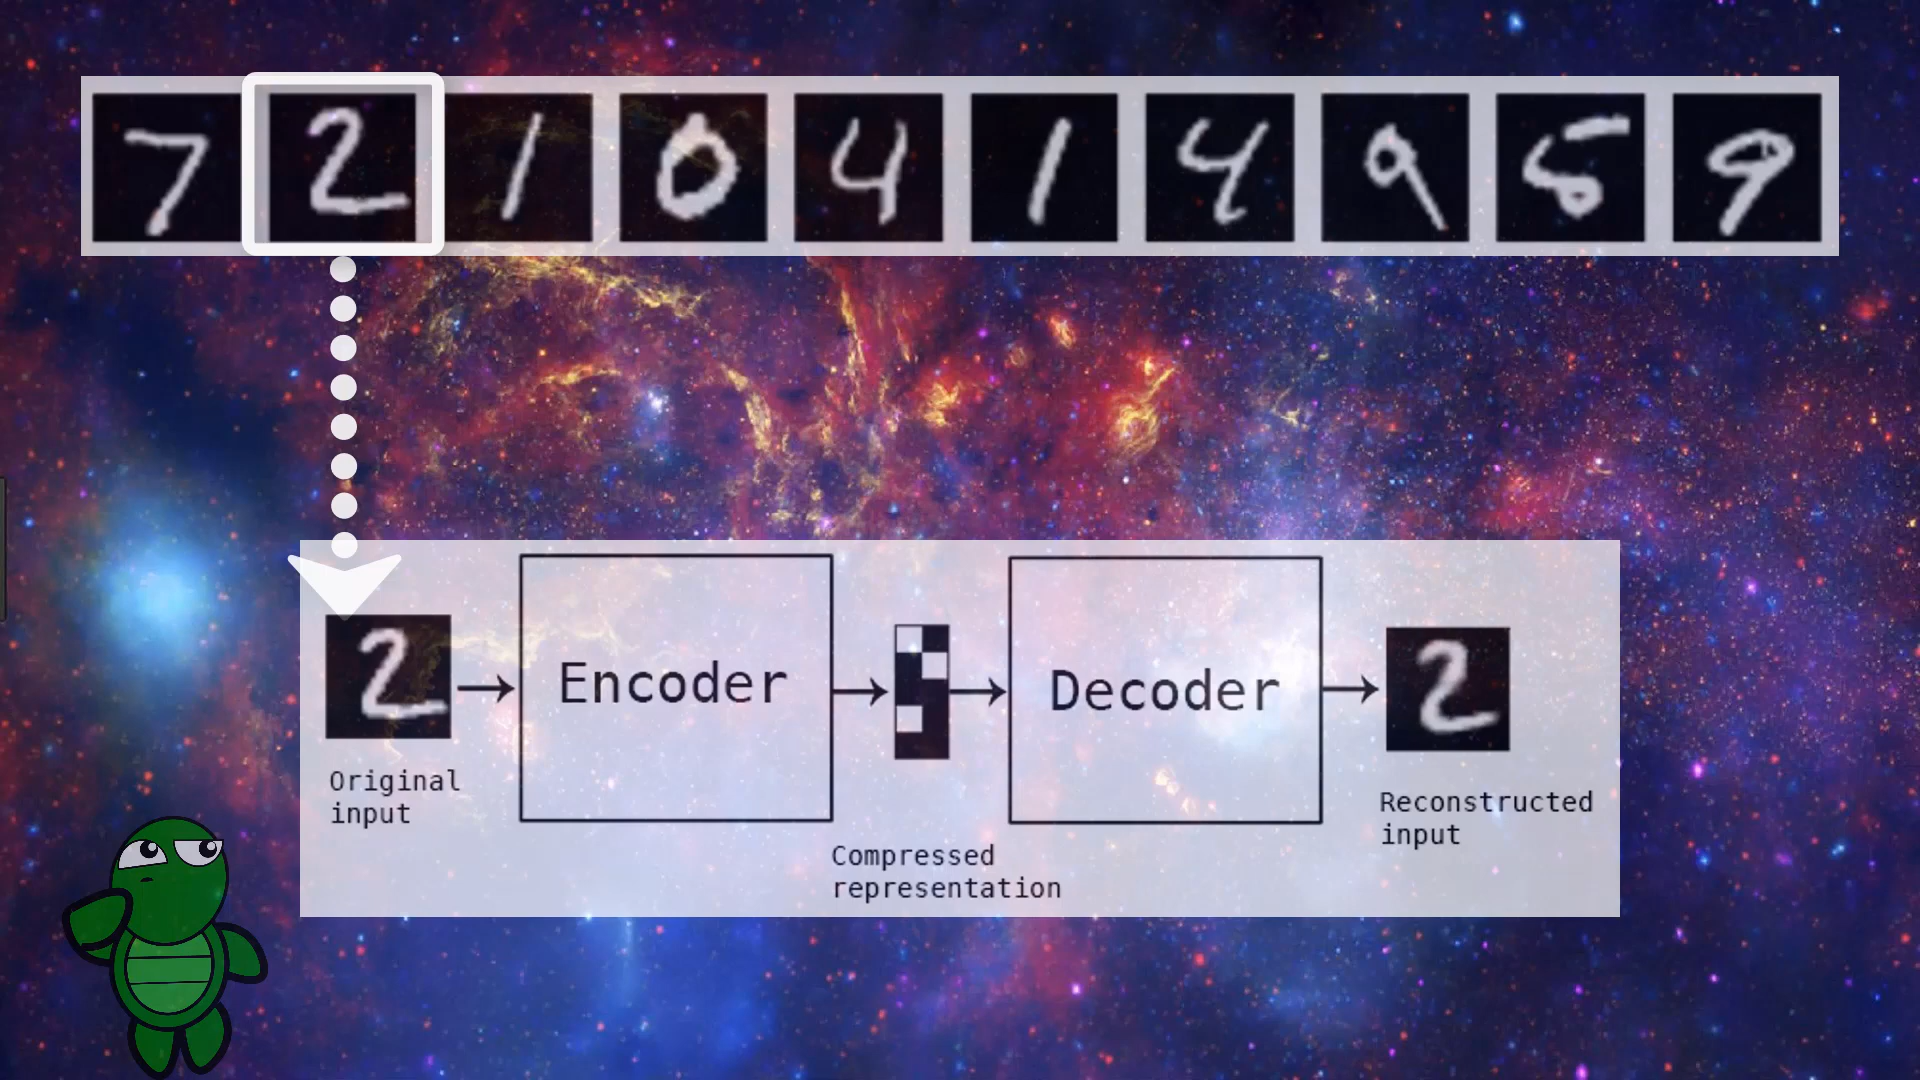 7 2 1 0 4 1 4 9 5 9
2 Encoder Decoder 2
Original
input
Compressed
representation
Reconstructed
input